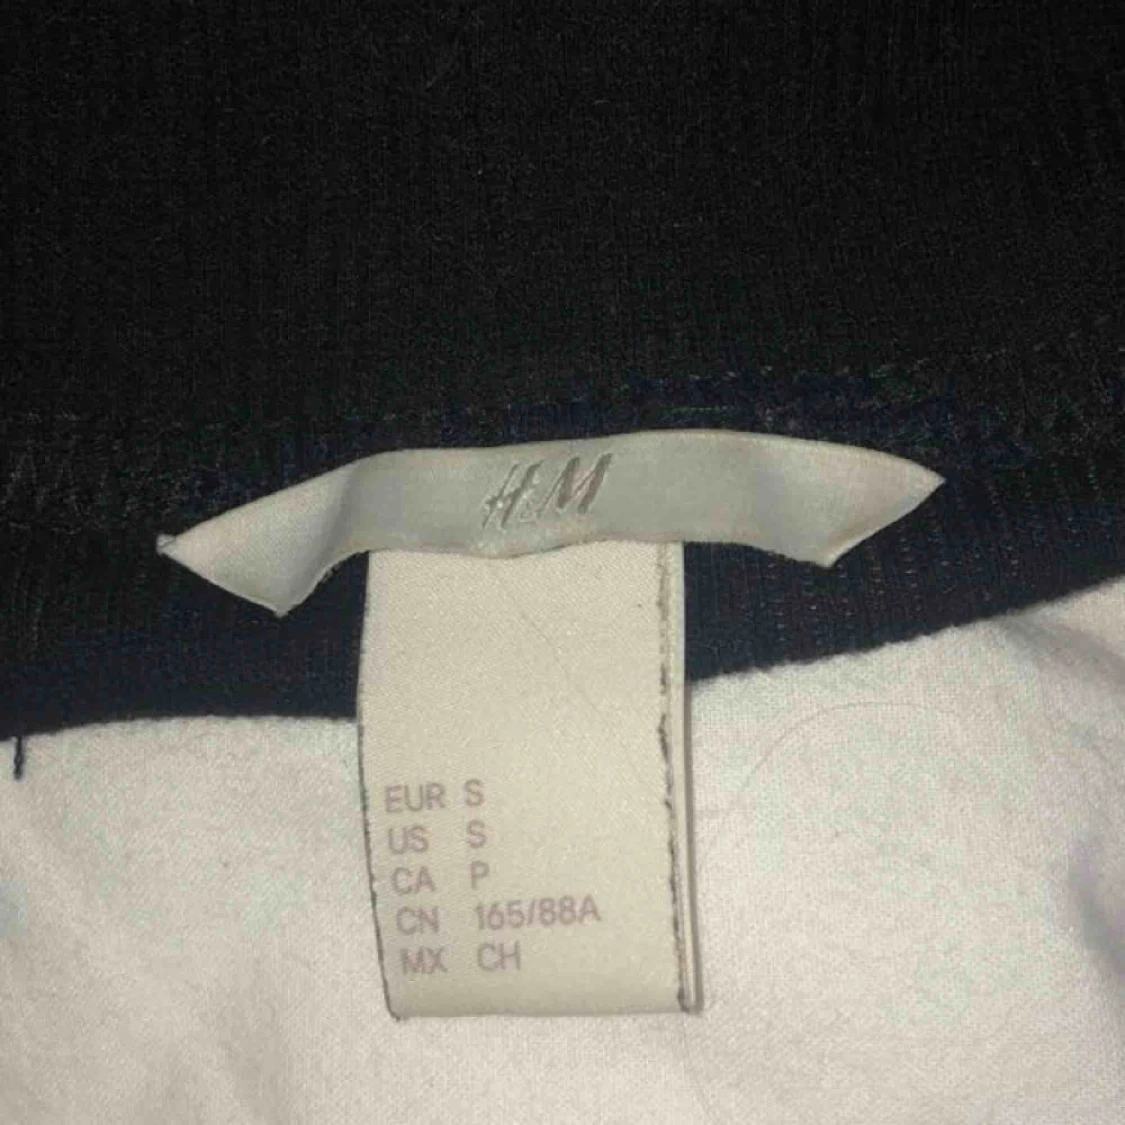 H&M
EUR S
US S
CA P
CN 165/88A
MX CH